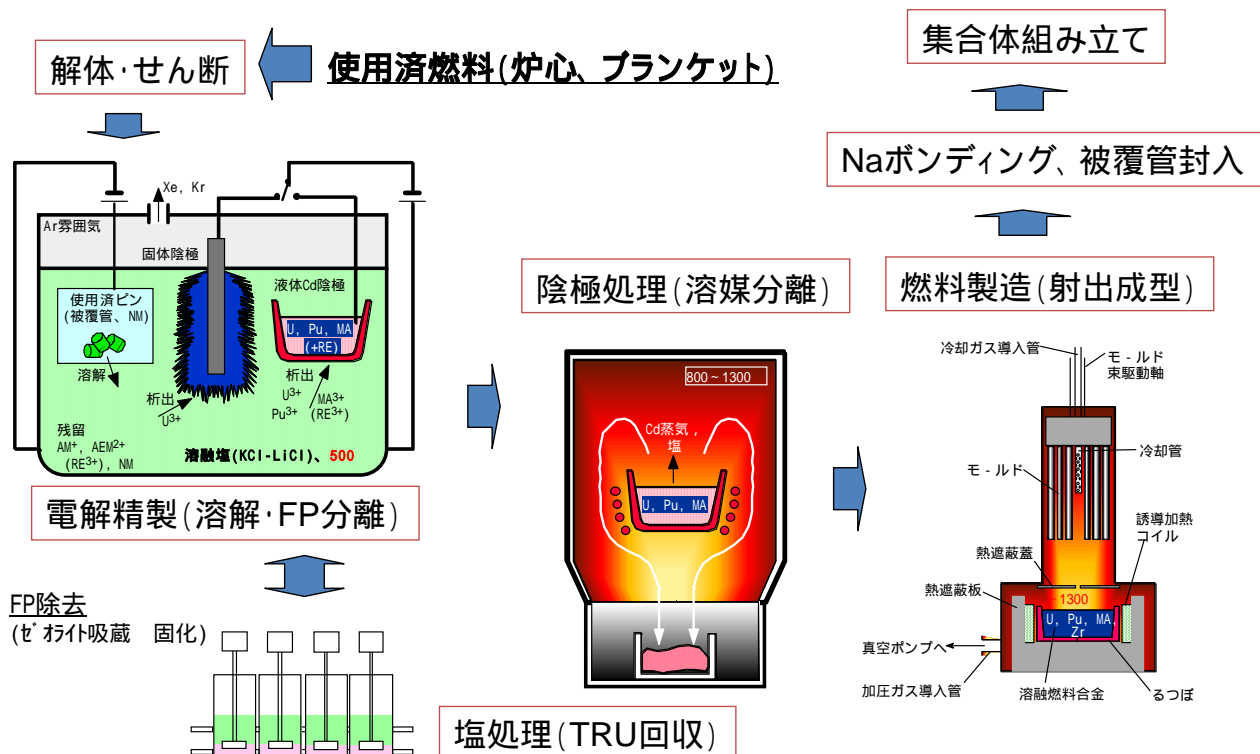 解体・せん断
使用済燃料(炉心、ブランケット)
集合体組み立て
Naボンディング、被覆管封入
燃料製造(射出成型)
陰極処理(溶媒分離)
Xe, Kr
Ar雰囲気
固体陰極
液体Cd陰極
使用済ピン
(被覆管、NM)
U, Pu, MA
(+RE)
溶解
析出
U3+
析出
U3+
Pu3+
MA3+
(RE3+)
残留
AM+, AEM2+
(RE3+), NM
溶融塩(KCl-LiCl)、500
電解精製(溶解・FP分離)
FP除去
(ゼオライト吸蔵 固化)
塩処理(TRU回収)
800~1300
Cd蒸気,
塩
U, Pu, MA
冷却ガス導入管
モ-ルド
束駆動軸
冷却管
モ-ルド
誘導加熱
コイル
熱遮蔽蓋
熱遮蔽板
~1300
U, Pu, MA,
Zr
真空ポンプへ
加圧ガス導入管
溶融燃料合金
るつぼ